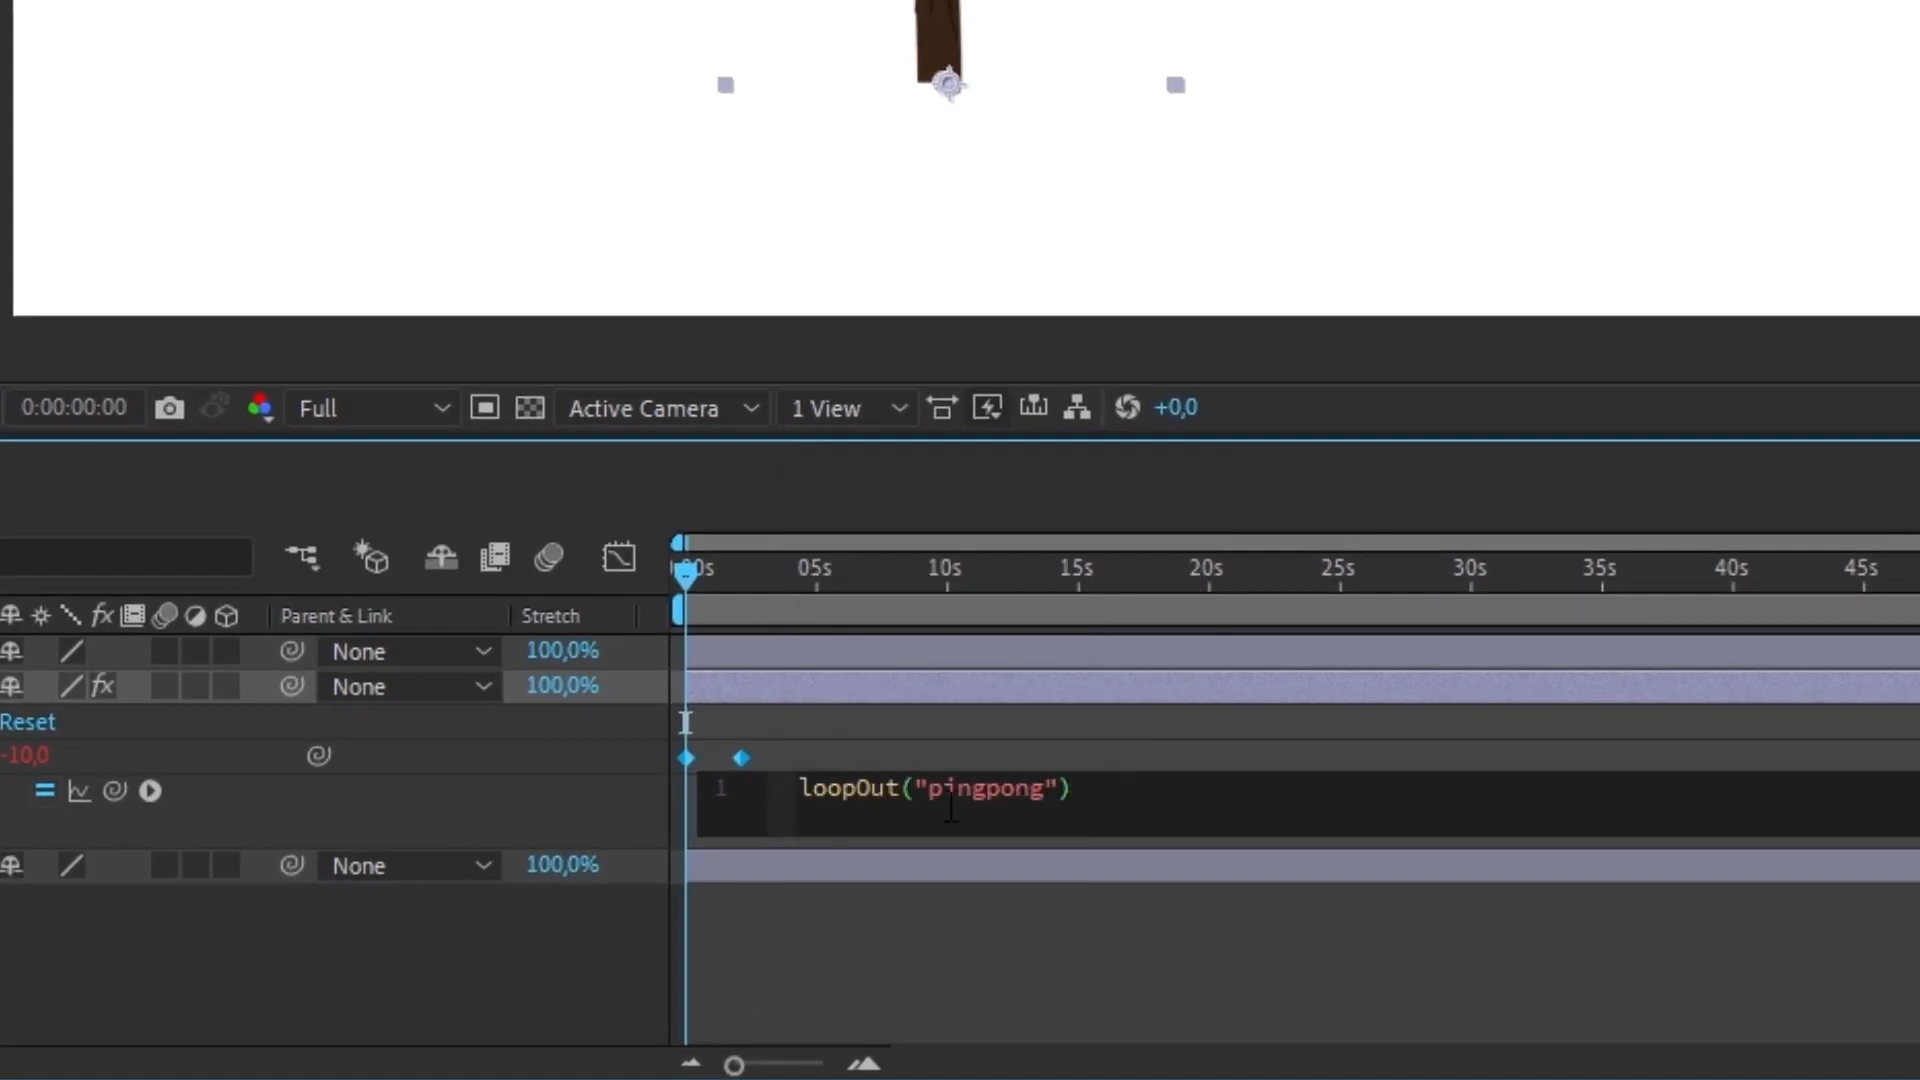 0:00:00:00 Full Active Camera 1 View +0,0
05s 10s 15s 20s 25s 30s 35s 40s 45s
fx Parent & Link Stretch
None 100,0%
fx None 100,0%
Reset
-10,0
1 loopOut("pingpong")
None 100,0%